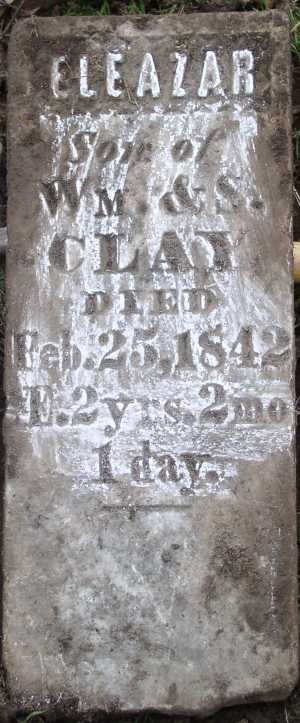 ELEAZAR
Son of
WM. & S.
CLAY
DIED
Feb. 25, 1842
Æ. 2 yrs. 2 mo
1 day.